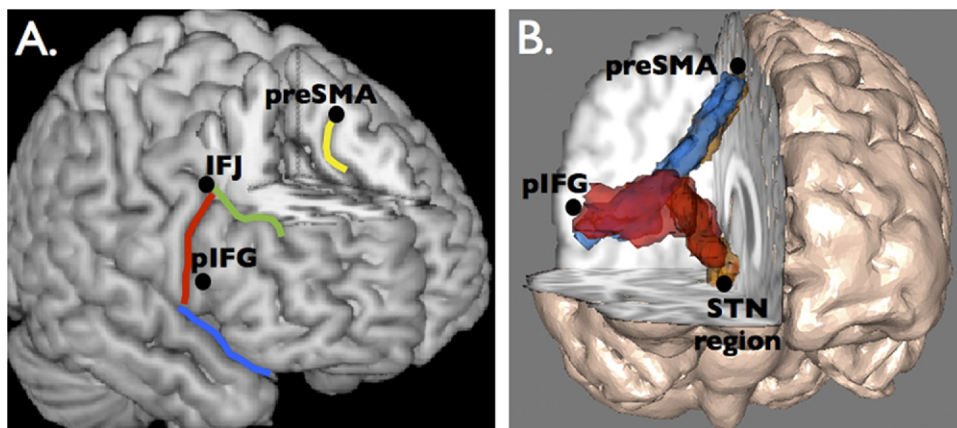 A.
preSMA
IFJ
pIFG
B.
preSMA
pIFG
STN
region